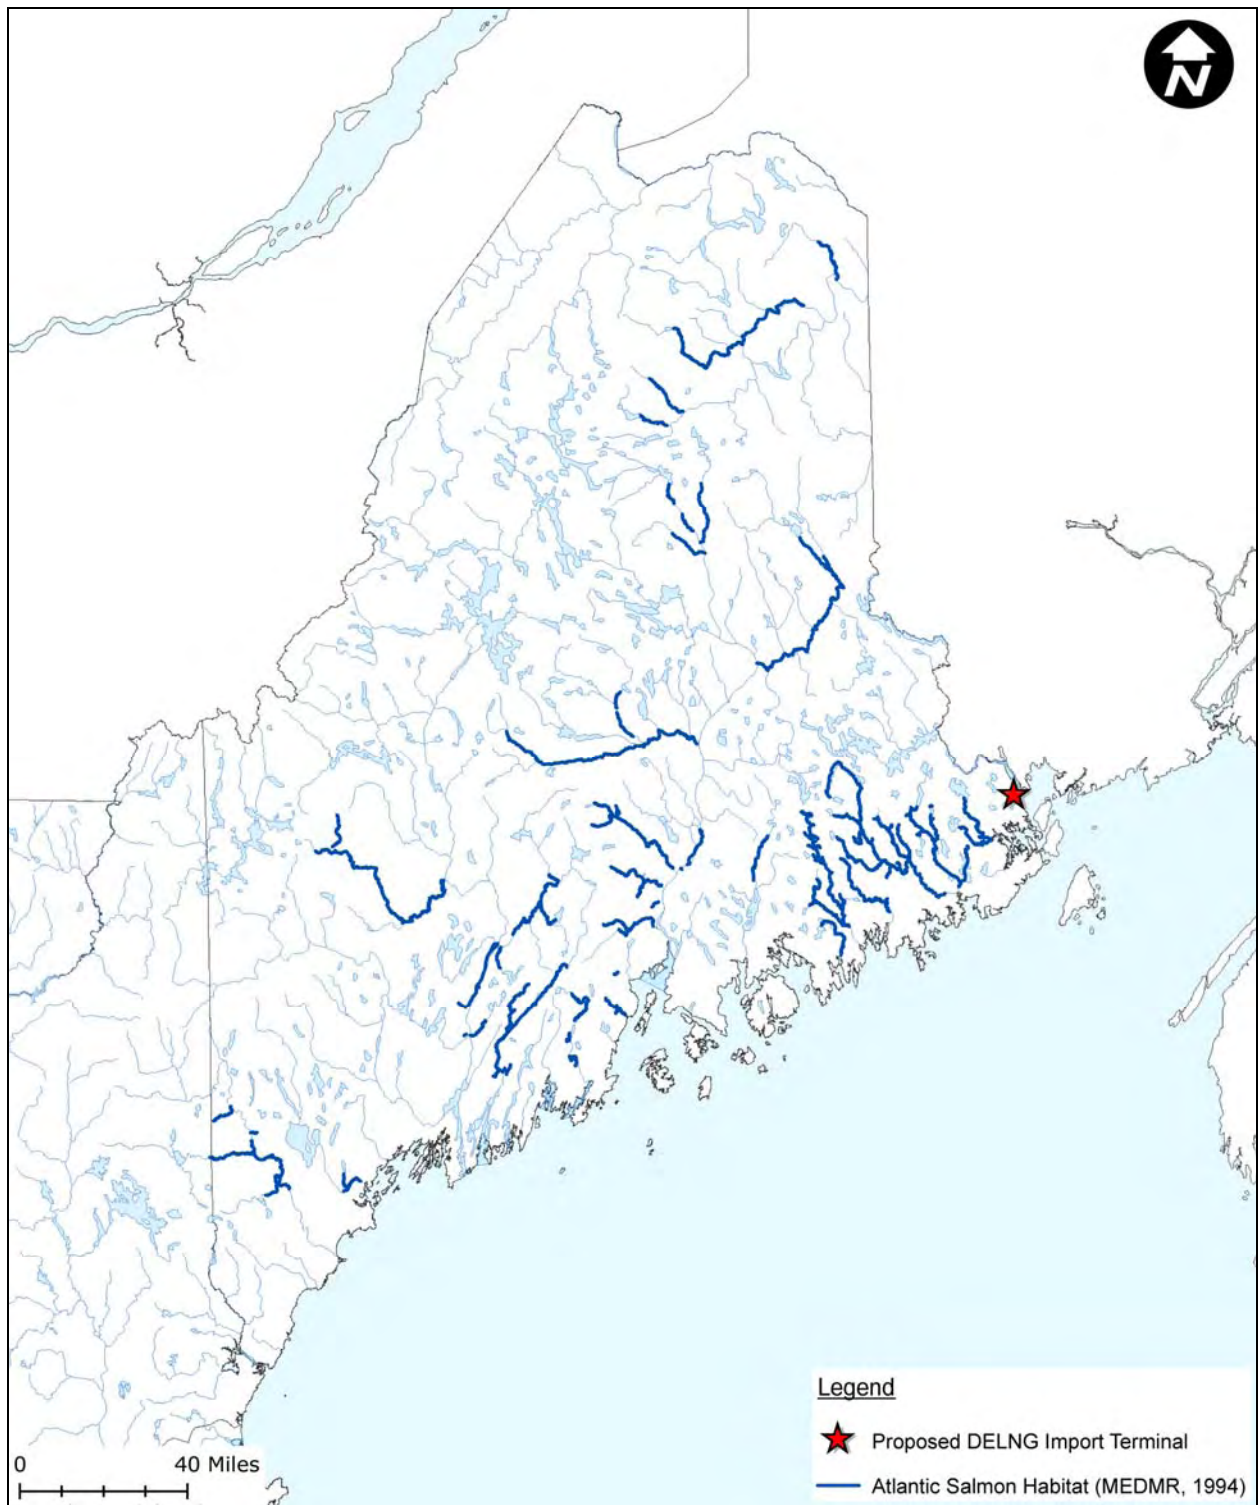 N
Legend
Proposed DELNG Import Terminal
Atlantic Salmon Habitat (MEDMR, 1994)
0 40 Miles